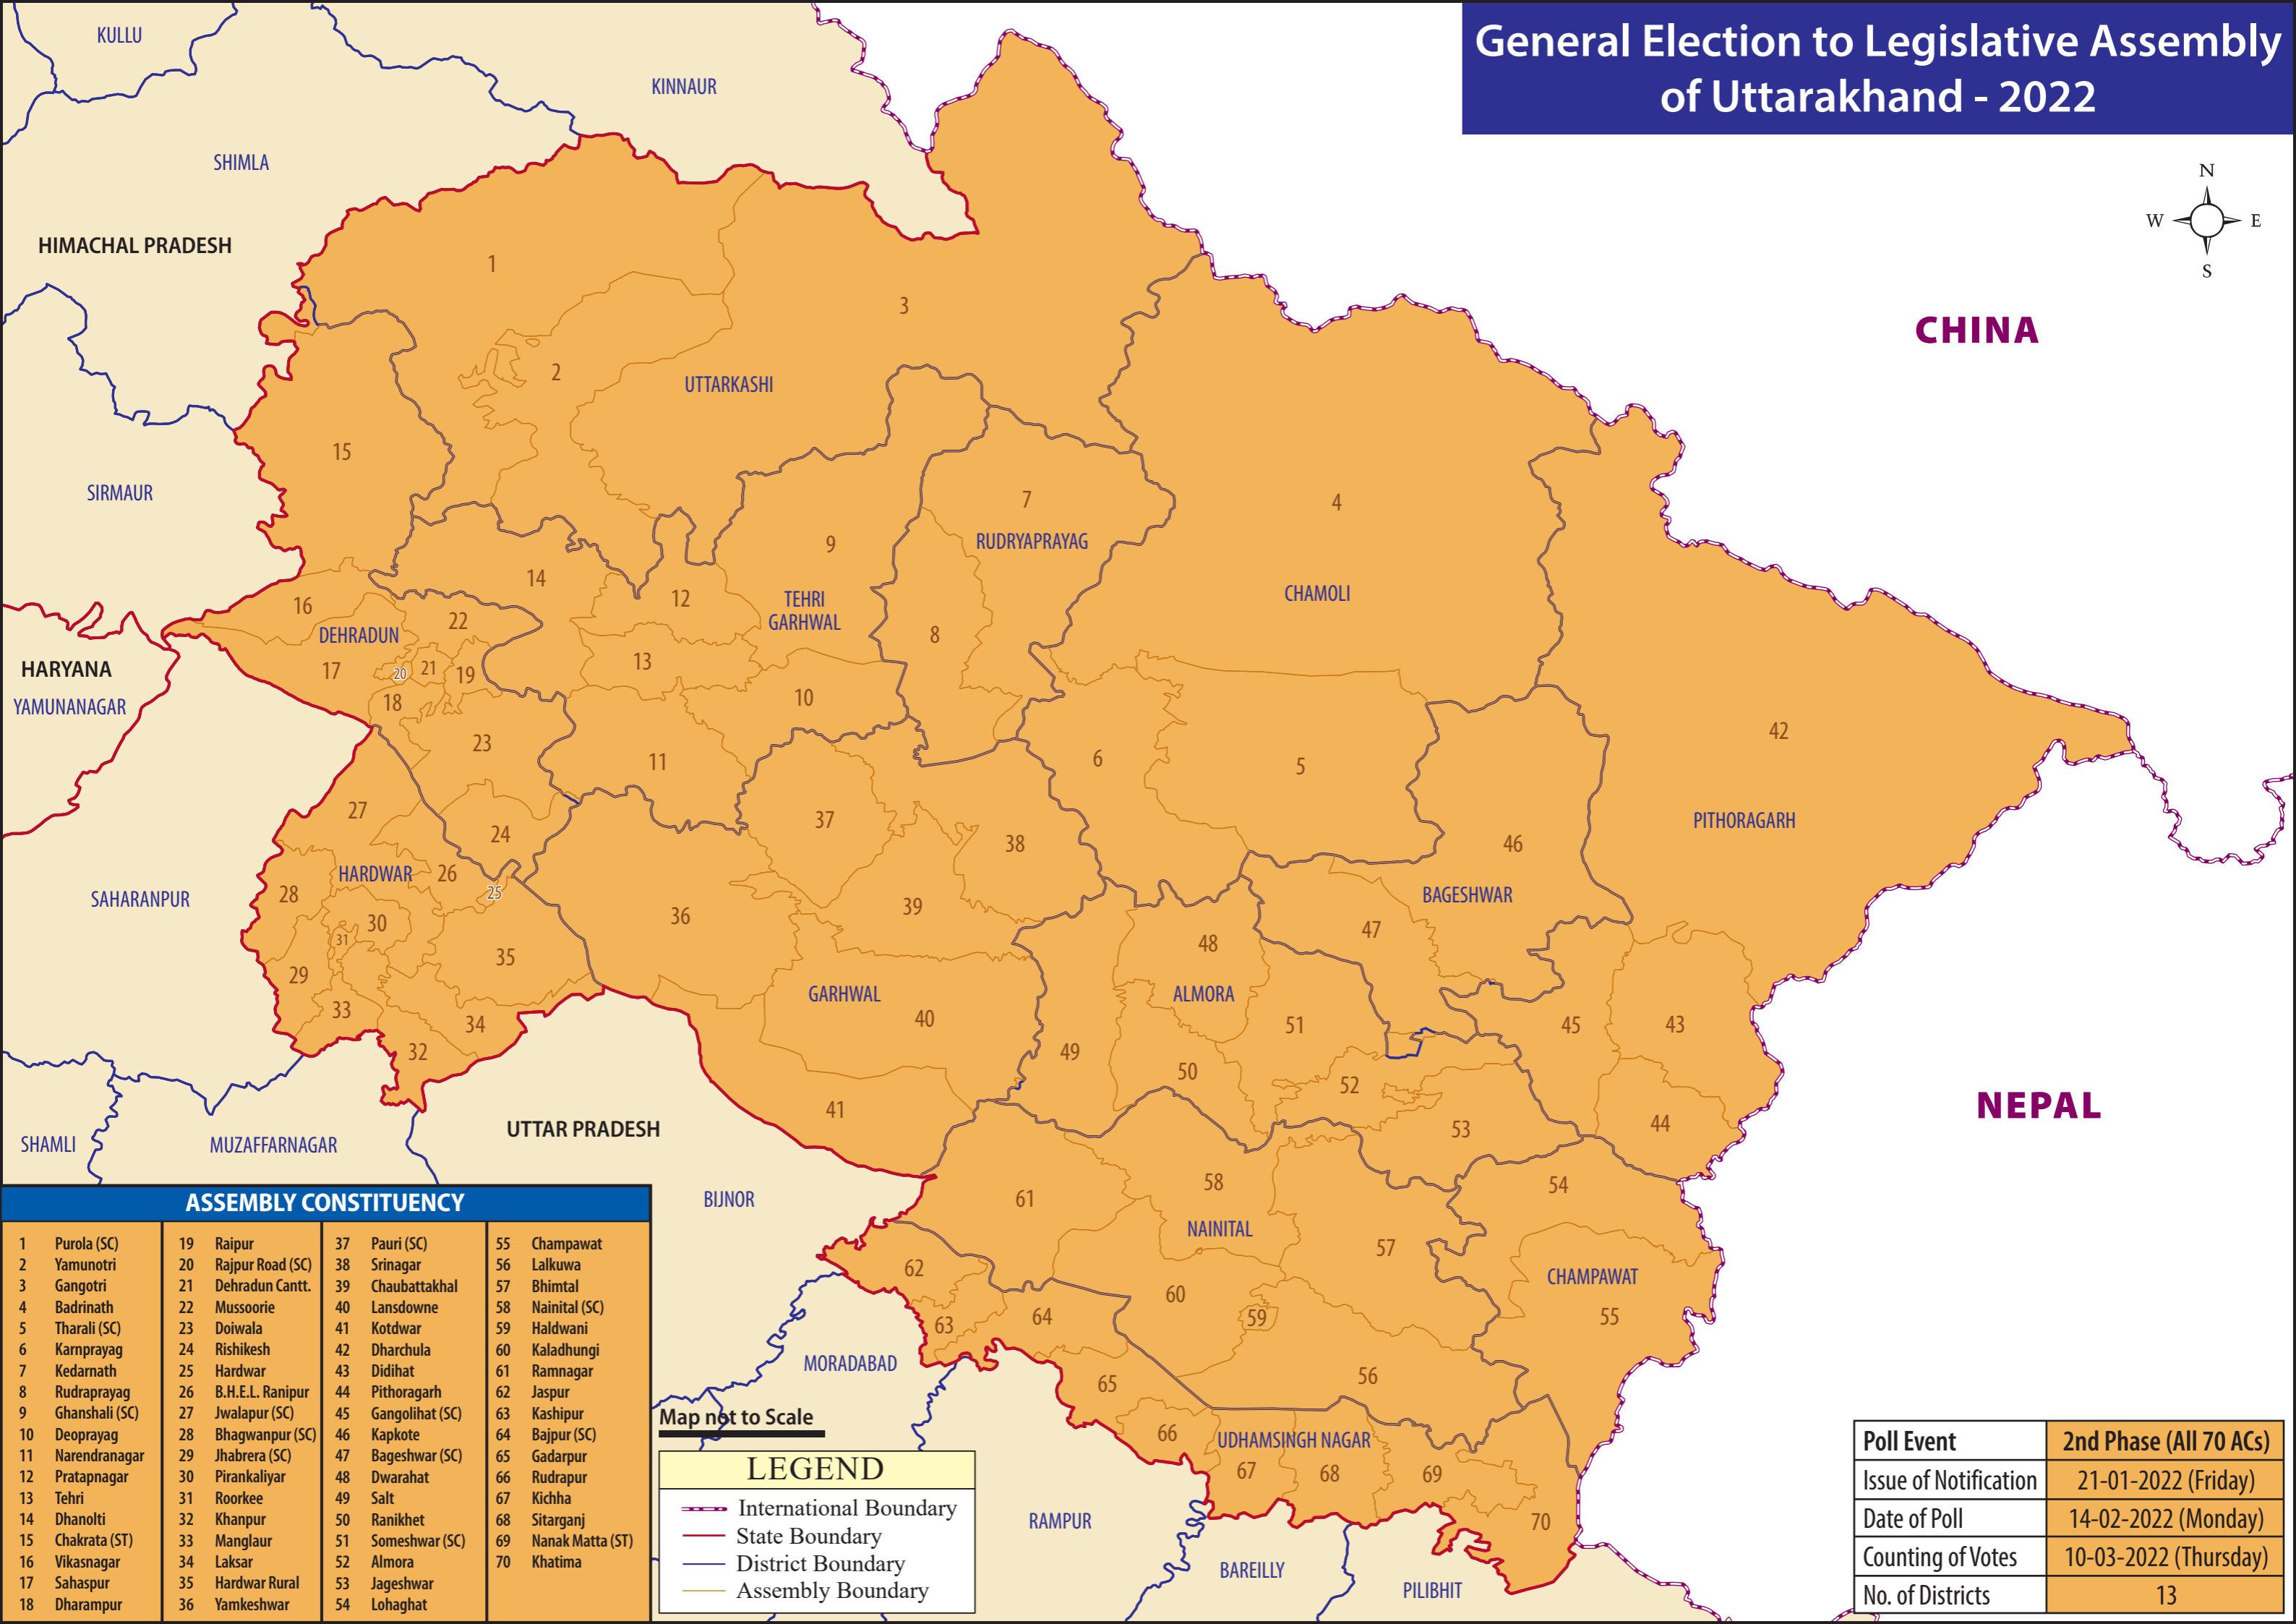 General Election to Legislative Assembly
of Uttarakhand - 2022
KULLU
KINNAUR
SHIMLA
HIMACHAL PRADESH
SIRMAUR
HARYANA
YAMUNANAGAR
SAHARANPUR
SHAMLI
MUZAFFARNAGAR
UTTAR PRADESH
BIJNOR
MORADABAD
RAMPUR
BAREILLY
PILIBHIT
CHINA
NEPAL
N
W E
S
1
2
3
UTTARKASHI
15
4
CHAMOLI
7
RUDRYAPRAYAG
8
9
14
12
TEHRI
GARHWAL
13
10
11
16
DEHRADUN
22
17
20
21
19
18
23
24
27
HARDWAR
26
25
28
30
31
29
35
33
34
32
6
5
42
PITHORAGARH
37
38
36
39
GARHWAL
40
41
46
BAGESHWAR
47
48
ALMORA
49
51
50
52
53
45
43
44
54
CHAMPAWAT
55
61
58
NAINITAL
57
60
59
56
62
63
64
65
66
UDHAMSINGH NAGAR
67
68
69
70
ASSEMBLY CONSTITUENCY
1 Purola (SC)
2 Yamunotri
3 Gangotri
4 Badrinath
5 Tharali (SC)
6 Karnprayag
7 Kedarnath
8 Rudraprayag
9 Ghanshali (SC)
10 Deoprayag
11 Narendranagar
12 Pratapnagar
13 Tehri
14 Dhanolti
15 Chakrata (ST)
16 Vikasnagar
17 Sahaspur
18 Dharampur
19 Raipur
20 Rajpur Road (SC)
21 Dehradun Cantt.
22 Mussoorie
23 Doiwala
24 Rishikesh
25 Hardwar
26 B.H.E.L. Ranipur
27 Jwalapur (SC)
28 Bhagwanpur (SC)
29 Jhabrera (SC)
30 Pirankaliyar
31 Roorkee
32 Khanpur
33 Manglaur
34 Laksar
35 Hardwar Rural
36 Yamkeshwar
37 Pauri (SC)
38 Srinagar
39 Chaubattakhal
40 Lansdowne
41 Kotdwar
42 Dharchula
43 Didihat
44 Pithoragarh
45 Gangolihat (SC)
46 Kapkote
47 Bageshwar (SC)
48 Dwarahat
49 Salt
50 Ranikhet
51 Someshwar (SC)
52 Almora
53 Jageshwar
54 Lohaghat
55 Champawat
56 Lalkuwa
57 Bhimtal
58 Nainital (SC)
59 Haldwani
60 Kaladhungi
61 Ramnagar
62 Jaspur
63 Kashipur
64 Bajpur (SC)
65 Gadarpur
66 Rudrapur
67 Kichha
68 Sitarganj
69 Nanak Matta (ST)
70 Khatima
Map not to Scale
LEGEND
International Boundary
State Boundary
District Boundary
Assembly Boundary
Poll Event 2nd Phase (All 70 ACs)
Issue of Notification 21-01-2022 (Friday)
Date of Poll 14-02-2022 (Monday)
Counting of Votes 10-03-2022 (Thursday)
No. of Districts 13